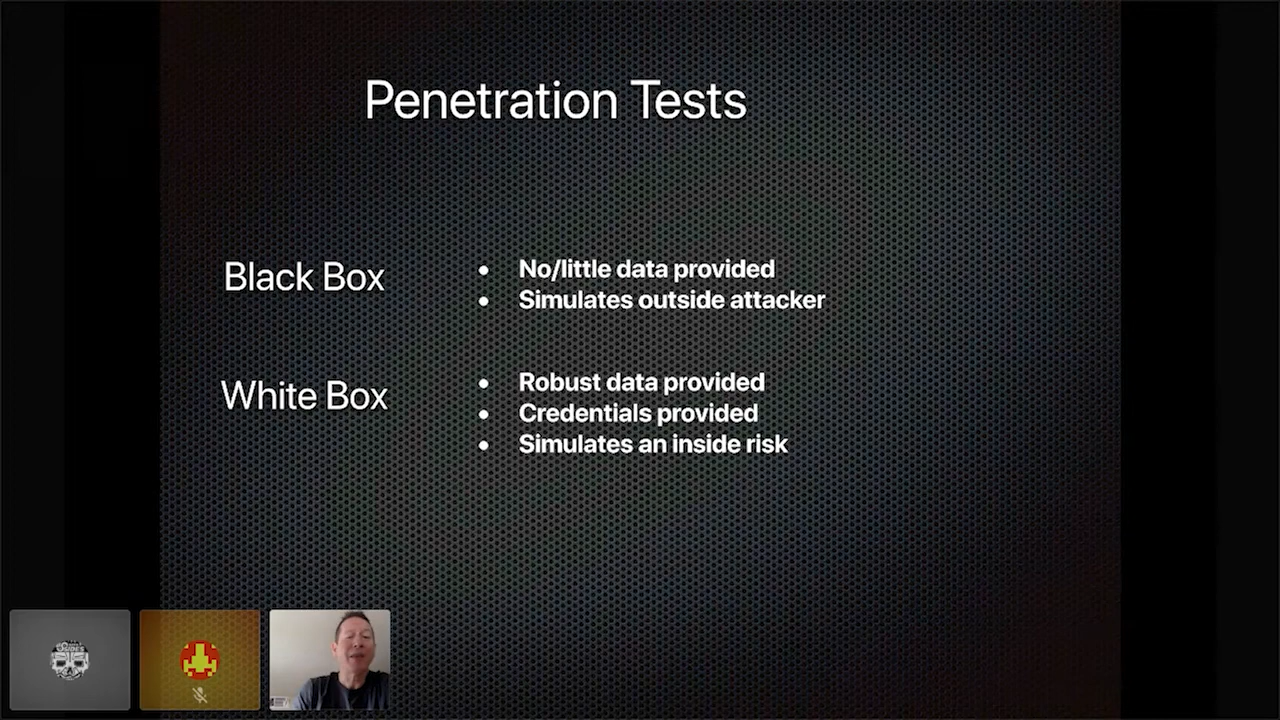 Penetration Tests
Black Box
• No/little data provided
• Simulates outside attacker
White Box
• Robust data provided
• Credentials provided
• Simulates an inside risk
SIDES